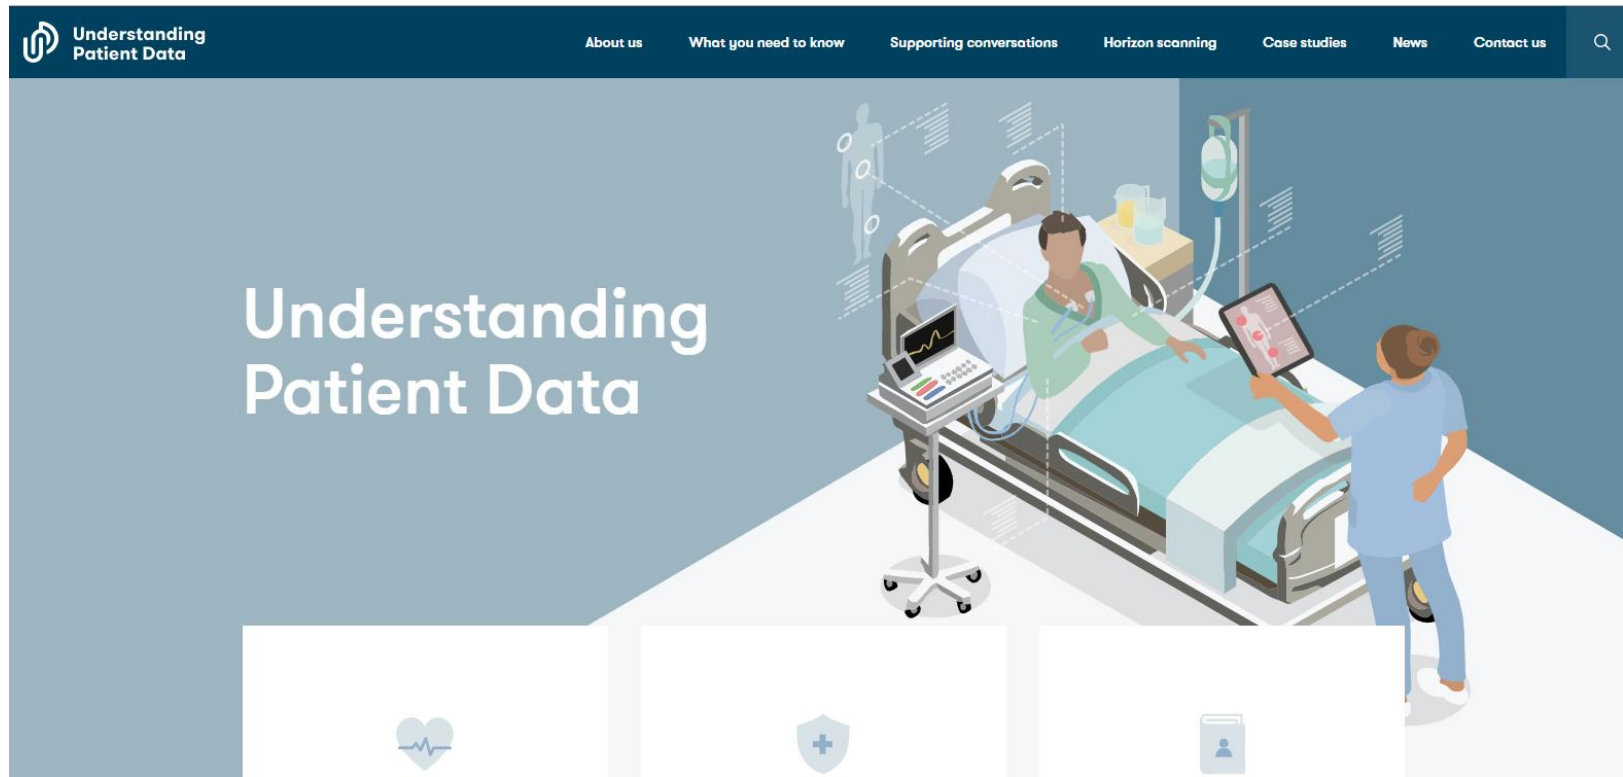 Understanding
Patient Data
About us
What you need to know
Supporting conversations
Horizon scanning
Case studies
News
Contact us
Understanding
Patient Data